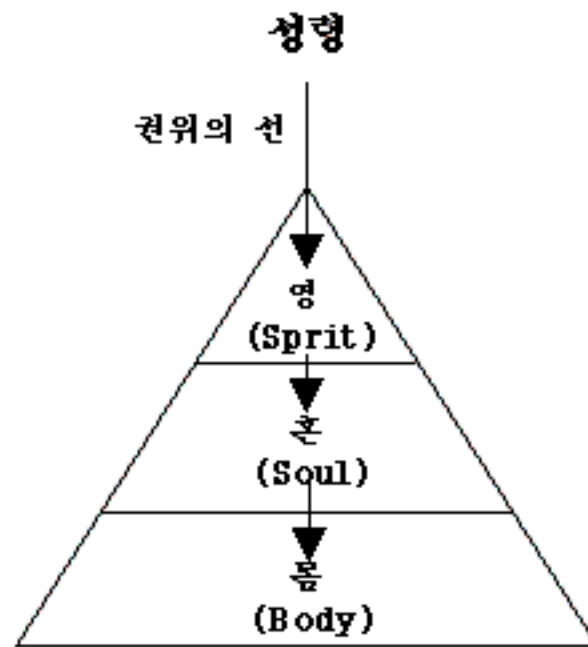 성령
권위의 선
영
(Sprit)
혼
(Soul)
몸
(Body)